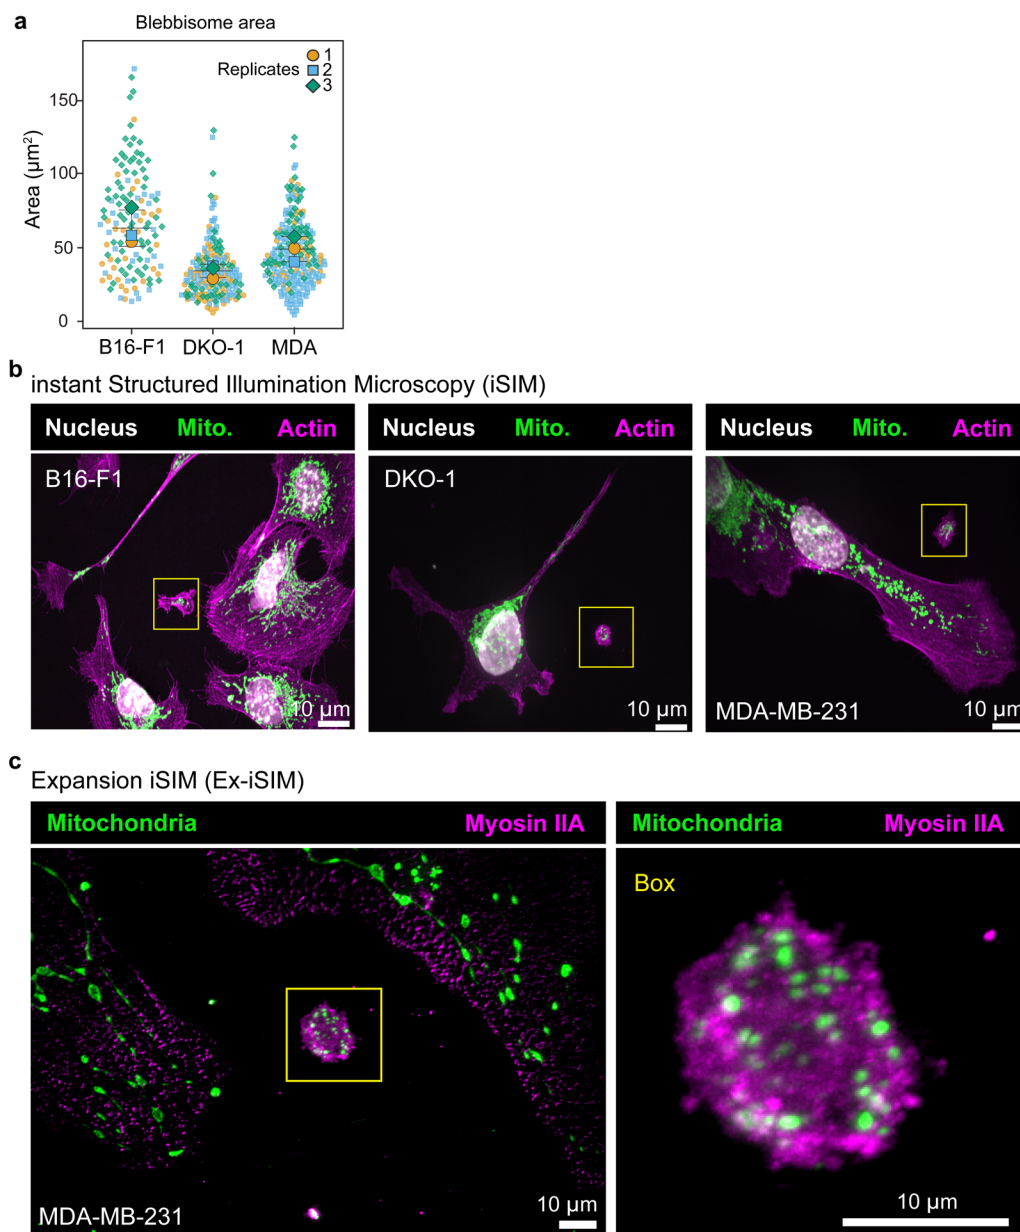 a
Blebbisome area
Replicates
1
2
3
Area (µm²)
150
100
50
0
B16-F1 DKO-1 MDA
b
instant Structured Illumination Microscopy (iSIM)
Nucleus Mito. Actin
B16-F1
10 µm
Nucleus Mito. Actin
DKO-1
10 µm
Nucleus Mito. Actin
MDA-MB-231
10 µm
c
Expansion iSIM (Ex-iSIM)
Mitochondria Myosin IIA
MDA-MB-231
10 µm
Mitochondria Myosin IIA
Box
10 µm